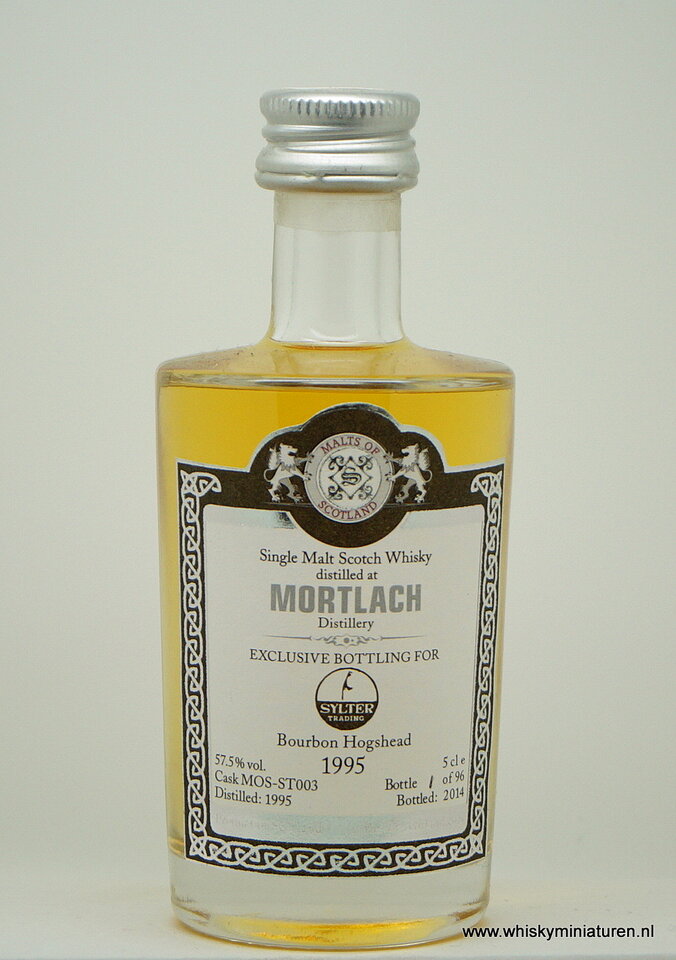 MALTS OF
SCOTLAND
S
Single Malt Scotch Whisky
distilled at
MORTLACH
Distillery
EXCLUSIVE BOTTLING FOR
SYLTER
TRADING
Bourbon Hogshead
1995
57.5% vol.
Cask MOS-ST003
Distilled: 1995
5 cl e
Bottle 1 of 96
Bottled: 2014
www.whiskyminiaturen.nl